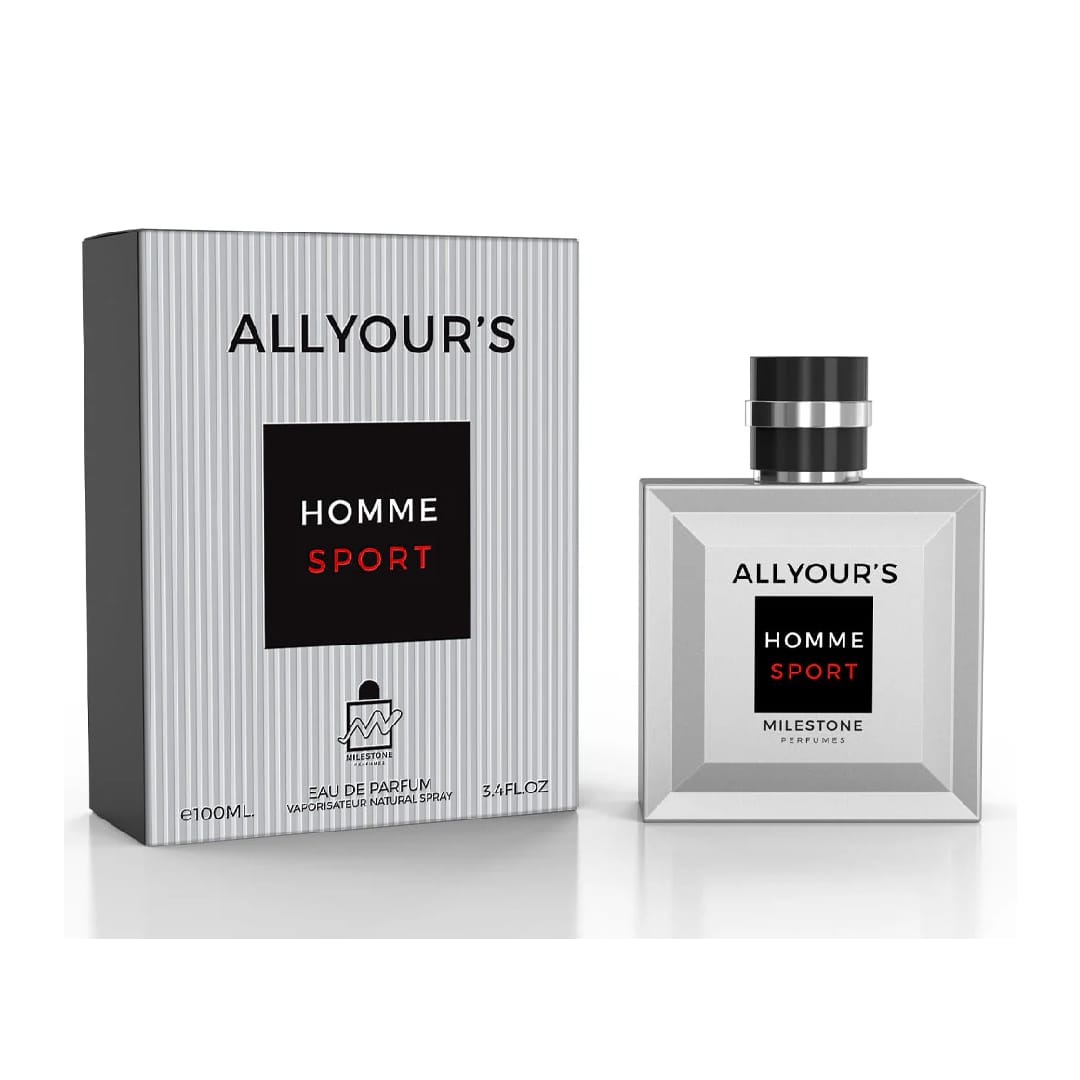 ALLYOUR'S
HOMME
SPORT
MILESTONE
PERFUMES
EAU DE PARFUM
VAPORISATEUR NATURAL SPRAY
℮100ML.
3.4FL.OZ
ALLYOUR'S
HOMME
SPORT
MILESTONE
PERFUMES